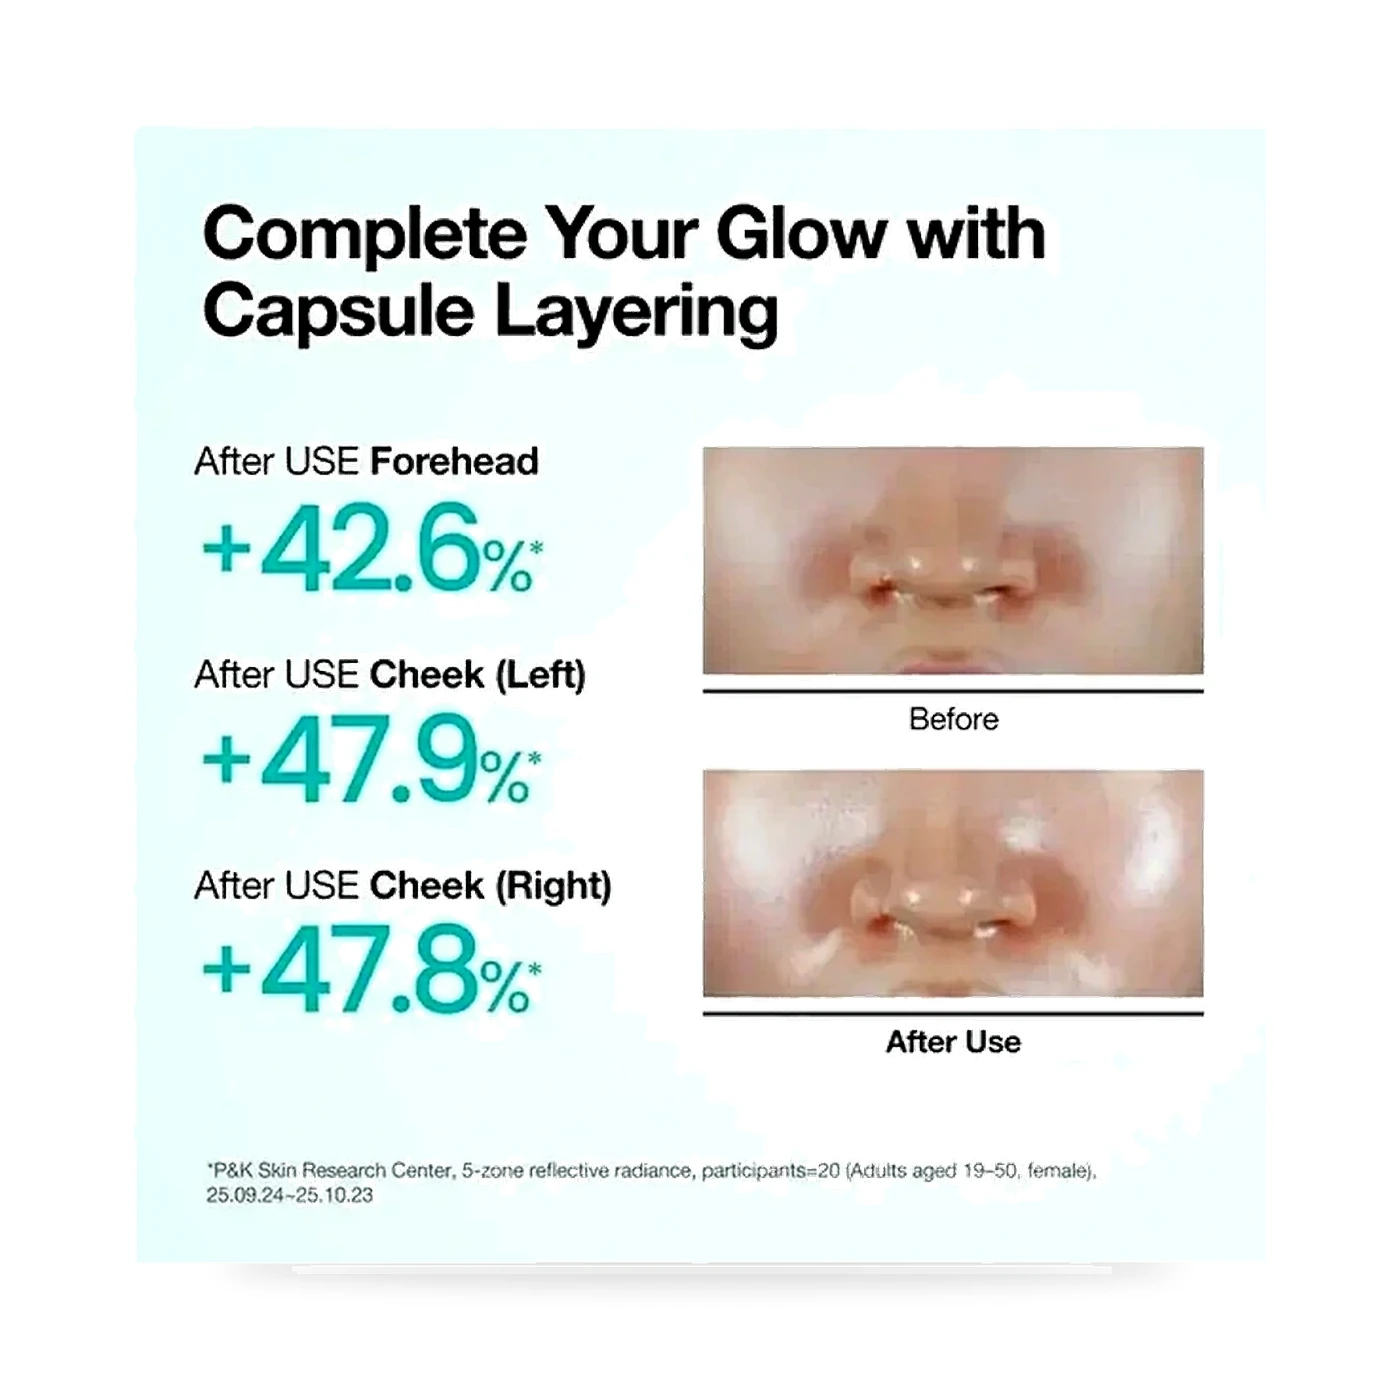 Complete Your Glow with
Capsule Layering
After USE Forehead
+42.6%*
After USE Cheek (Left)
+47.9%*
After USE Cheek (Right)
+47.8%*
Before
After Use
*P&K Skin Research Center, 5-zone reflective radiance, participants=20 (Adults aged 19–50, female),
25.09.24~25.10.23